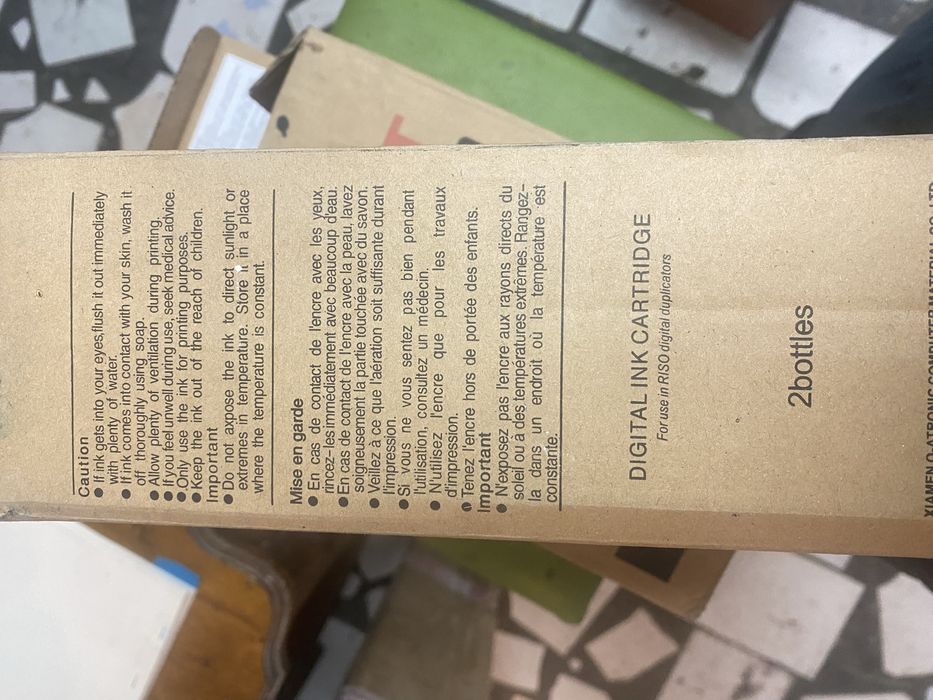 Caution
● If ink gets into your eyes,flush it out immediately
with plenty of water.
● If ink comes into contact with your skin, wash it
off thoroughly using soap.
● Allow plenty of ventilation during printing.
● If you feel unwell during use, seek medical advice.
● Only use the ink for printing purposes.
● Keep the ink out of the reach of children.
Important
● Do not expose the ink to direct sunlight or
extremes in temperature. Store in a place
where the temperature is constant.
Mise en garde
● En cas de contact de l'encre avec les yeux,
rincez-les immédiatement avec beaucoup d'eau.
● En cas de contact de l'encre avec la peau, lavez
soigneusement la partie touchée avec du savon.
● Veillez à ce que l'aération soit suffisante durant
l'impression.
● Si vous ne vous sentez pas bien pendant
l'utilisation, consultez un médecin.
● N'utilisez l'encre que pour les travaux
d'impression.
● Tenez l'encre hors de portée des enfants.
Important
● N'exposez pas l'encre aux rayons directs du
soleil ou à des températures extrêmes. Rangez-
la dans un endroit où la température est
constante.
DIGITAL INK CARTRIDGE
For use in RISO digital duplicators
2bottles